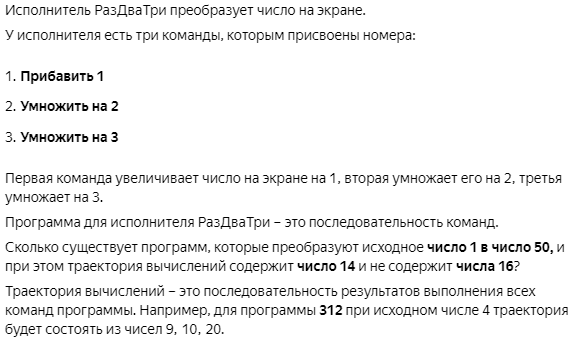 Исполнитель РазДваТри преобразует число на экране.
У исполнителя есть три команды, которым присвоены номера:
1. Прибавить 1
2. Умножить на 2
3. Умножить на 3
Первая команда увеличивает число на экране на 1, вторая умножает его на 2, третья
умножает на 3.
Программа для исполнителя РазДваТри – это последовательность команд.
Сколько существует программ, которые преобразуют исходное число 1 в число 50, и
при этом траектория вычислений содержит число 14 и не содержит числа 16?
Траектория вычислений – это последовательность результатов выполнения всех
команд программы. Например, для программы 312 при исходном числе 4 траектория
будет состоять из чисел 9, 10, 20.